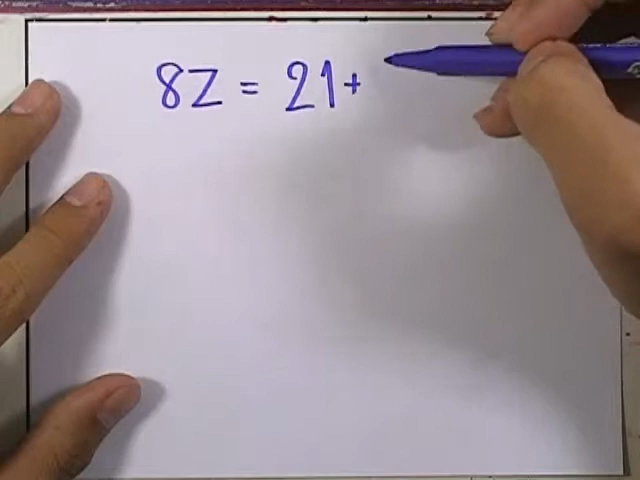 8Z = 21+